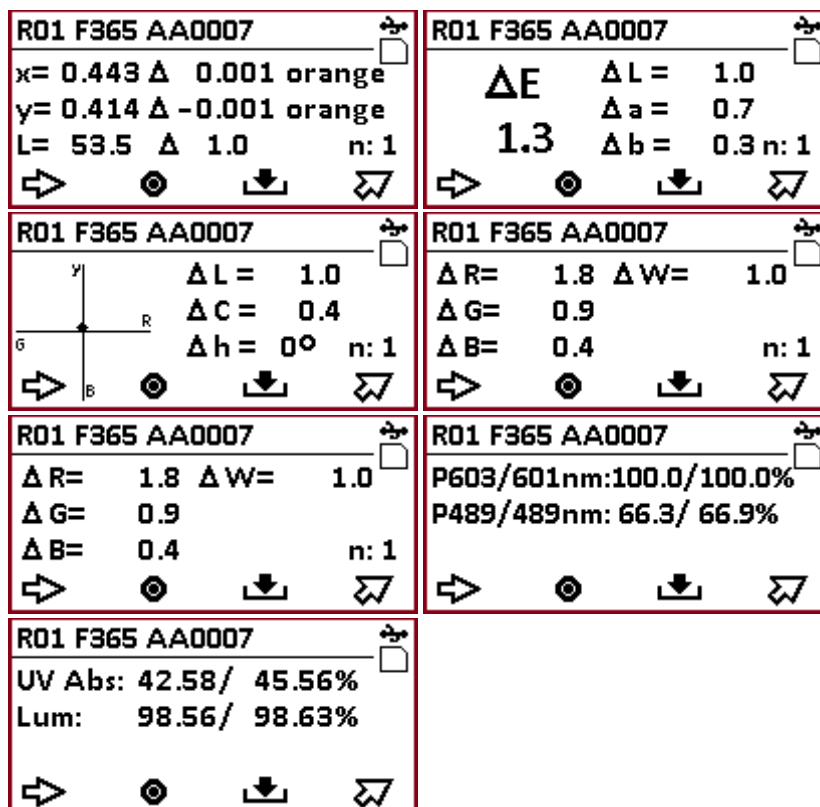 R01 F365 AA0007
x= 0.443 Δ 0.001 orange
y= 0.414 Δ -0.001 orange
L= 53.5 Δ 1.0 n: 1
R01 F365 AA0007
ΔE ΔL = 1.0
Δa = 0.7
1.3 Δb = 0.3 n: 1
R01 F365 AA0007
y ΔL = 1.0
R ΔC = 0.4
G Δh = 0° n: 1
B
R01 F365 AA0007
ΔR= 1.8 ΔW= 1.0
ΔG= 0.9
ΔB= 0.4 n: 1
R01 F365 AA0007
ΔR= 1.8 ΔW= 1.0
ΔG= 0.9
ΔB= 0.4 n: 1
R01 F365 AA0007
P603/601nm:100.0/100.0%
P489/489nm: 66.3/ 66.9%
R01 F365 AA0007
UV Abs: 42.58/ 45.56%
Lum: 98.56/ 98.63%